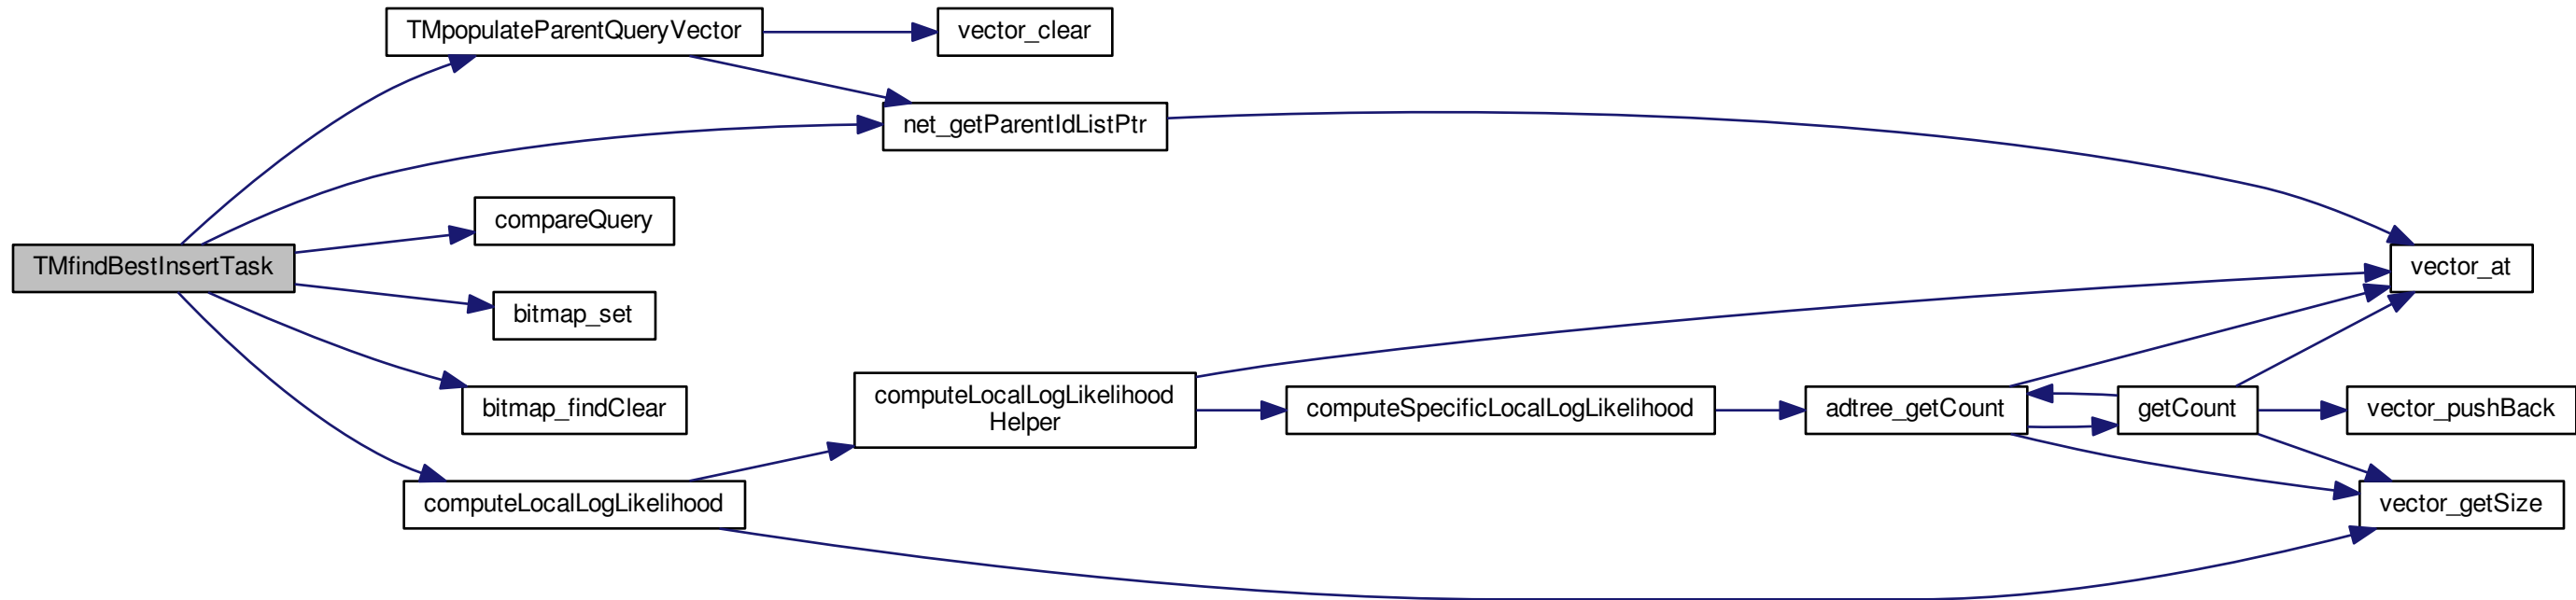 TMpopulateParentQueryVector
vector_clear
net_getParentIdListPtr
compareQuery
TMfindBestInsertTask
vector_at
bitmap_set
computeLocalLogLikelihood
Helper
computeSpecificLocalLogLikelihood
adtree_getCount
getCount
vector_pushBack
bitmap_findClear
computeLocalLogLikelihood
vector_getSize